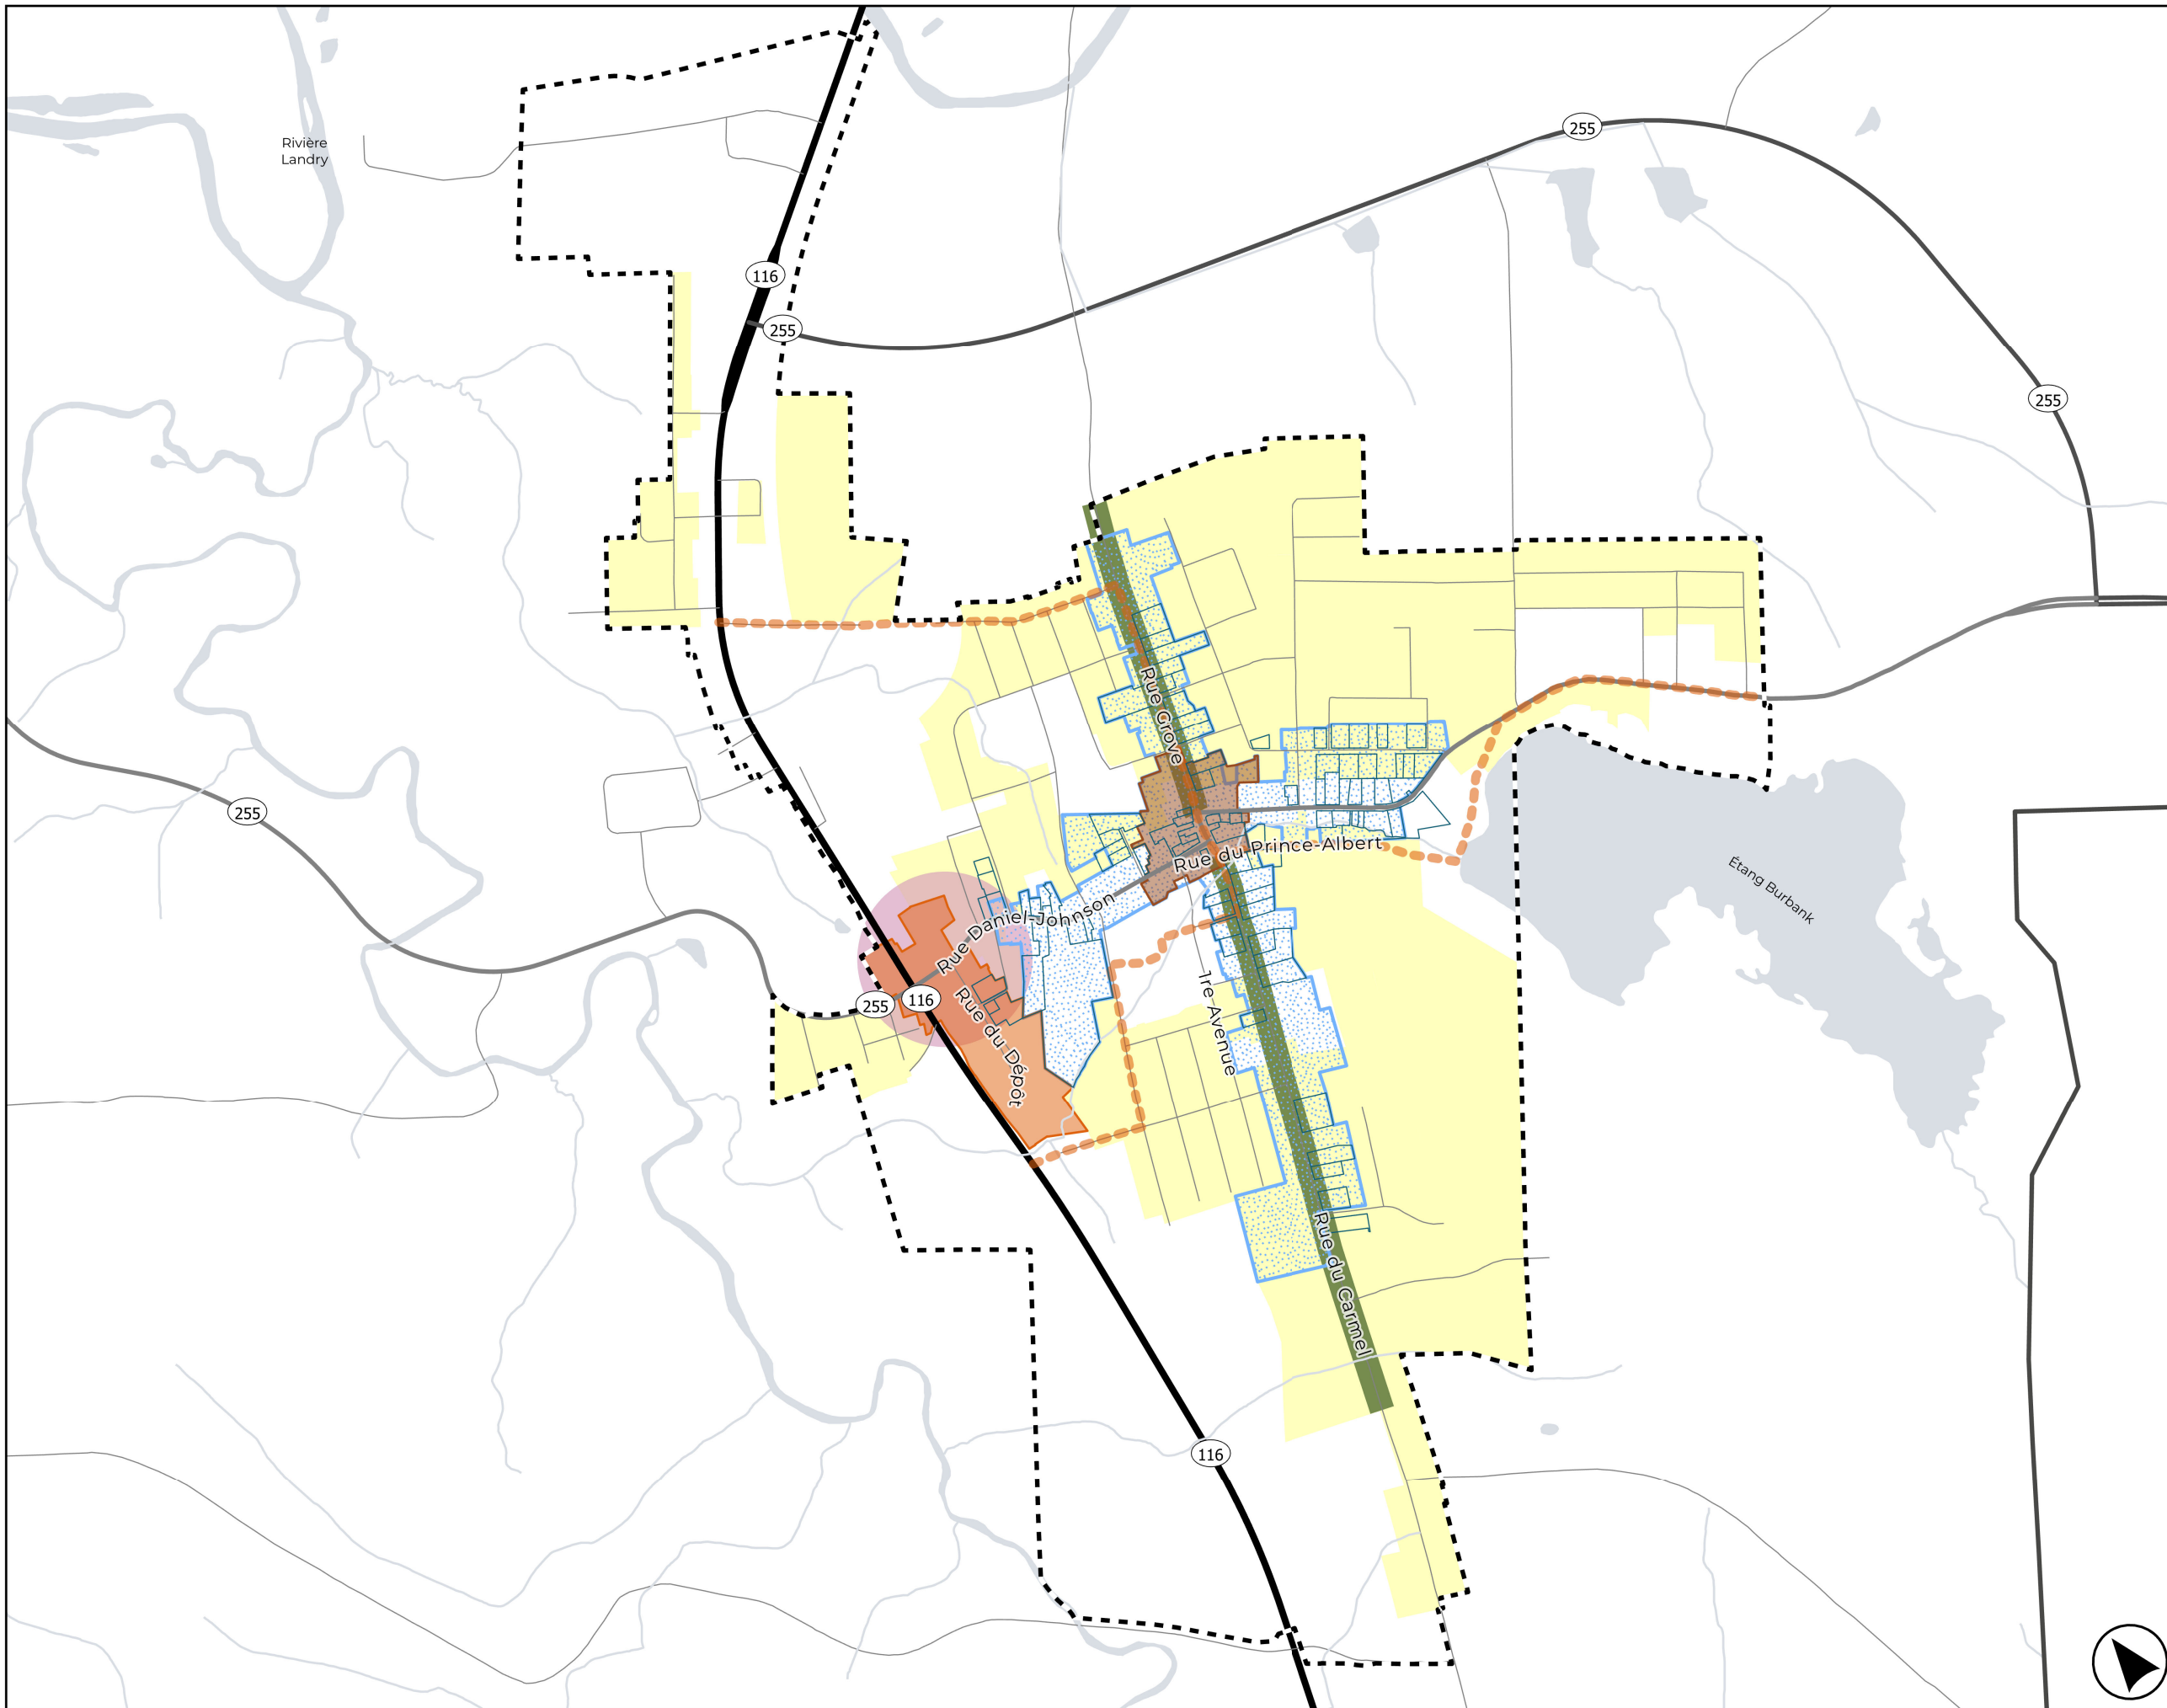 255
Rivière
Landry
116
255
255
Rue Grove
255
Rue du Prince-Albert
Étang Burbank
Rue Daniel-Johnson
1re Avenue
255
116
Rue du Dépôt
Rue du Carmel
116